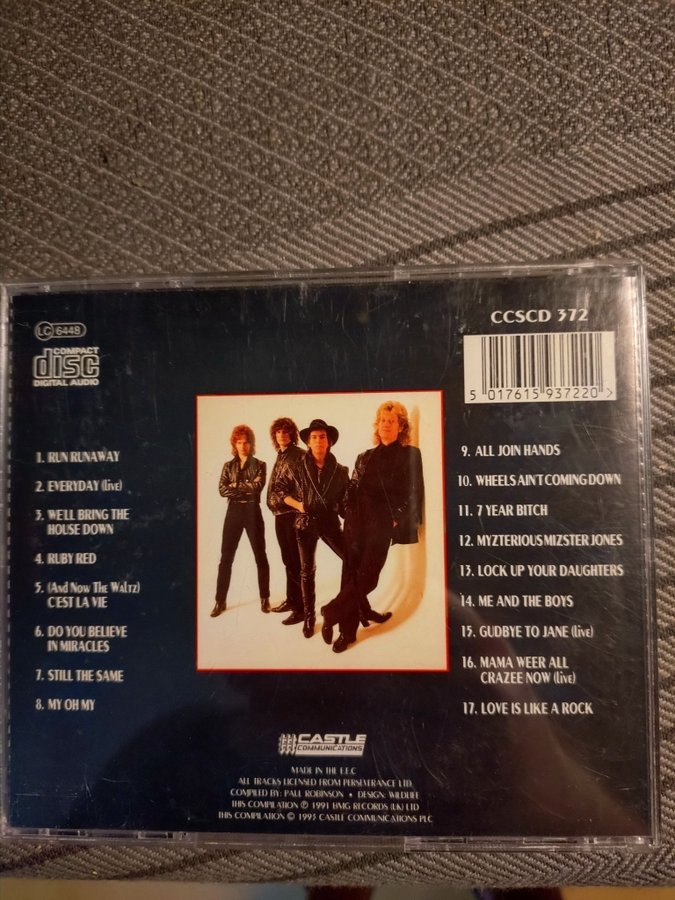 CCSCD 372
LC 6448
COMPACT
disc
DIGITAL AUDIO
5 017615 937220 >
1. RUN RUNAWAY
2. EVERYDAY (live)
3. WE'LL BRING THE
HOUSE DOWN
4. RUBY RED
5. (And Now The Waltz)
C'EST LA VIE
6. DO YOU BELIEVE
IN MIRACLES
7. STILL THE SAME
8. MY OH MY
9. ALL JOIN HANDS
10. WHEELS AIN'T COMING DOWN
11. 7 YEAR BITCH
12. MYZTERIOUS MIZSTER JONES
13. LOCK UP YOUR DAUGHTERS
14. ME AND THE BOYS
15. GUDBYE TO JANE (live)
16. MAMA WEER ALL
CRAZEE NOW (live)
17. LOVE IS LIKE A ROCK
CASTLE
COMMUNICATIONS
MADE IN THE E.E.C
ALL TRACKS LICENSED FROM PERSEVERANCE LTD.
COMPILED BY: PAUL ROBINSON • DESIGN: WILDLIFE
THIS COMPILATION ℗ 1991 BMG RECORDS (UK) LTD
THIS COMPILATION © 1993 CASTLE COMMUNICATIONS PLC